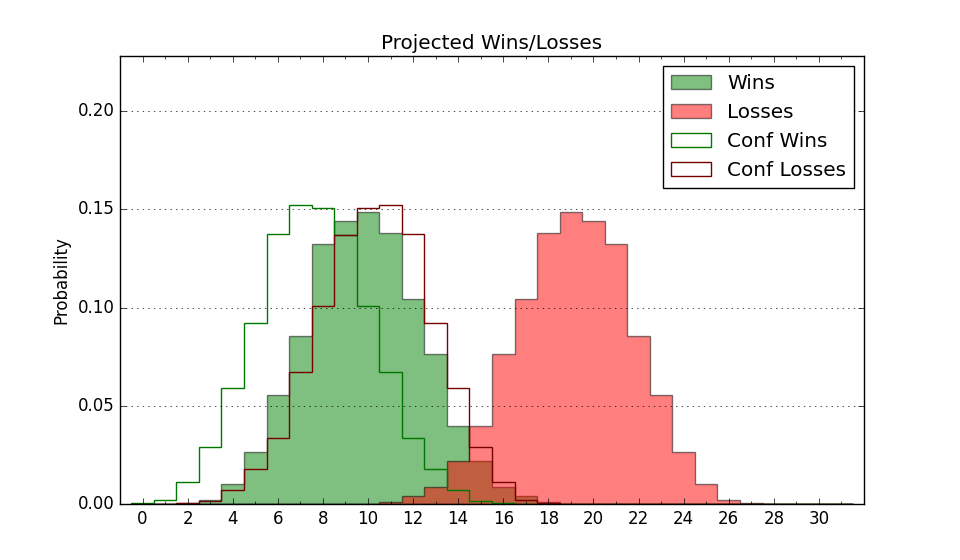 Projected Wins/Losses
Wins
Losses
Conf Wins
Conf Losses
Probability
0.20
0.15
0.10
0.05
0.00
0 2 4 6 8 10 12 14 16 18 20 22 24 26 28 30